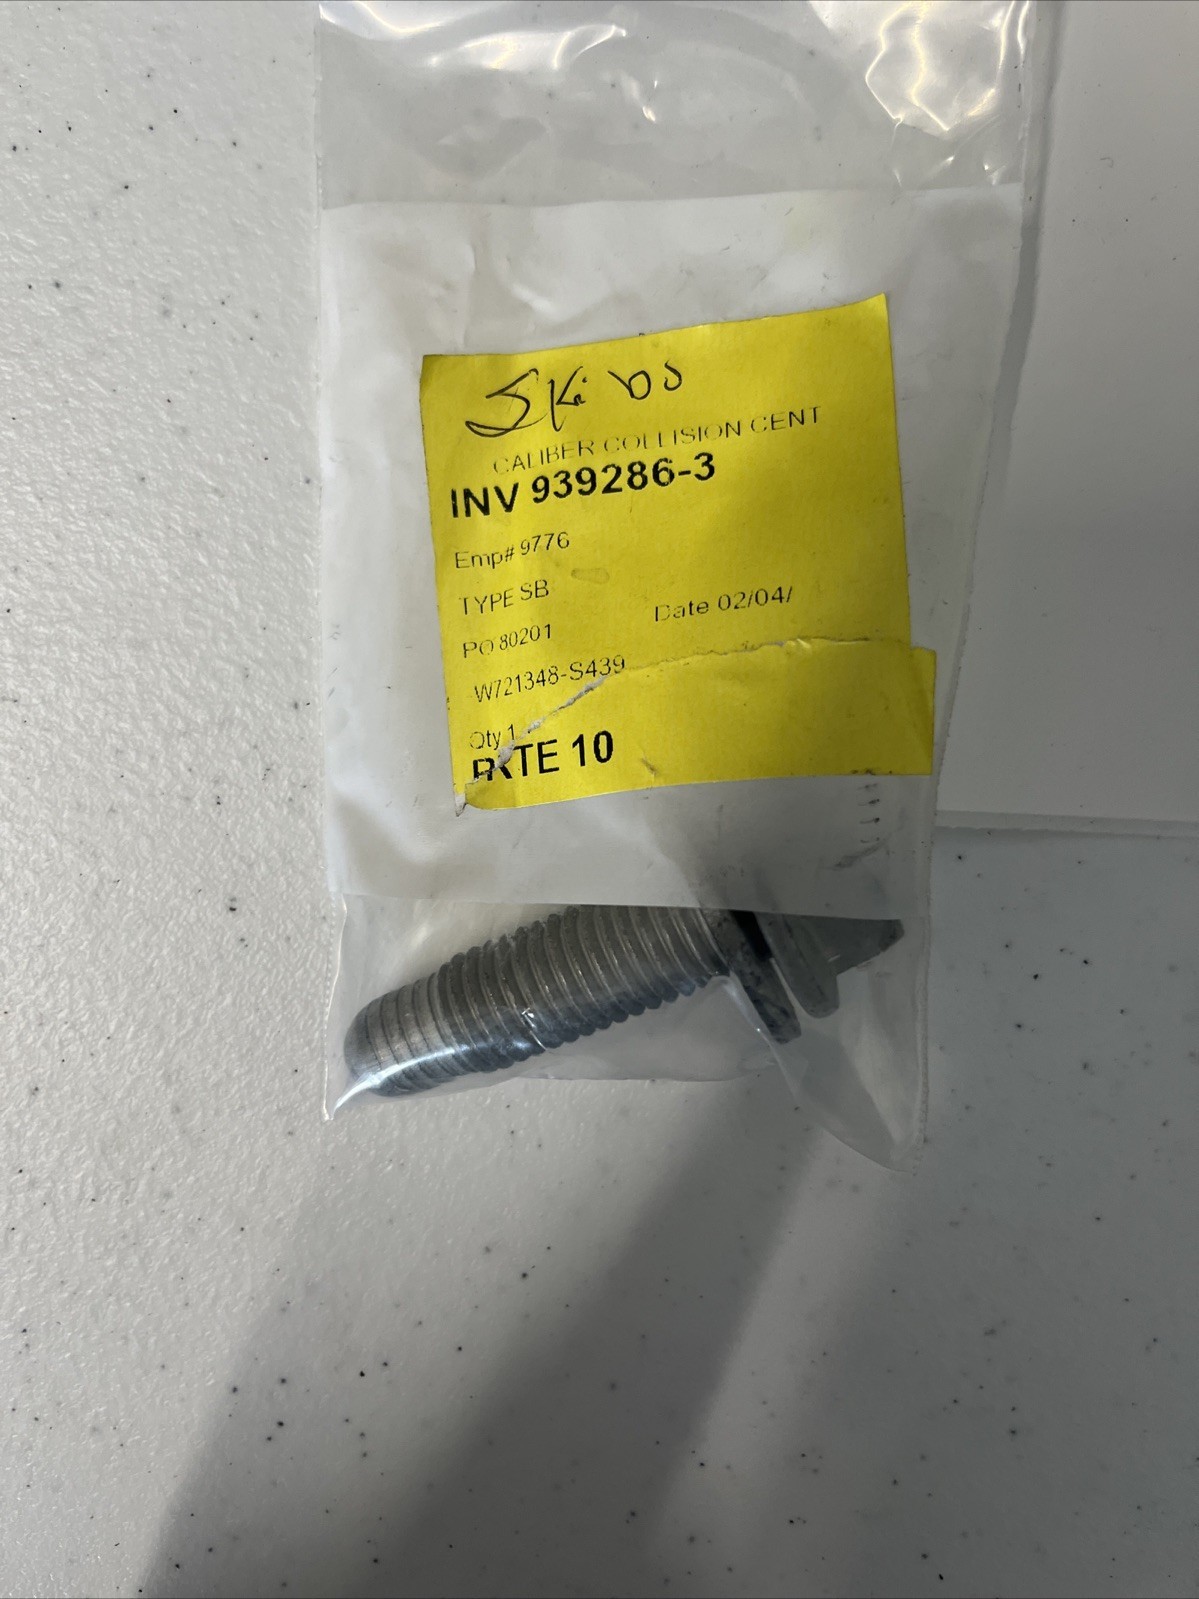 CALIBER COLLISION CENT
INV 939286-3
Emp# 9776
TYPE SB
PO 80201 Date 02/04/
W721348-S439
Qty 1
RTE 10